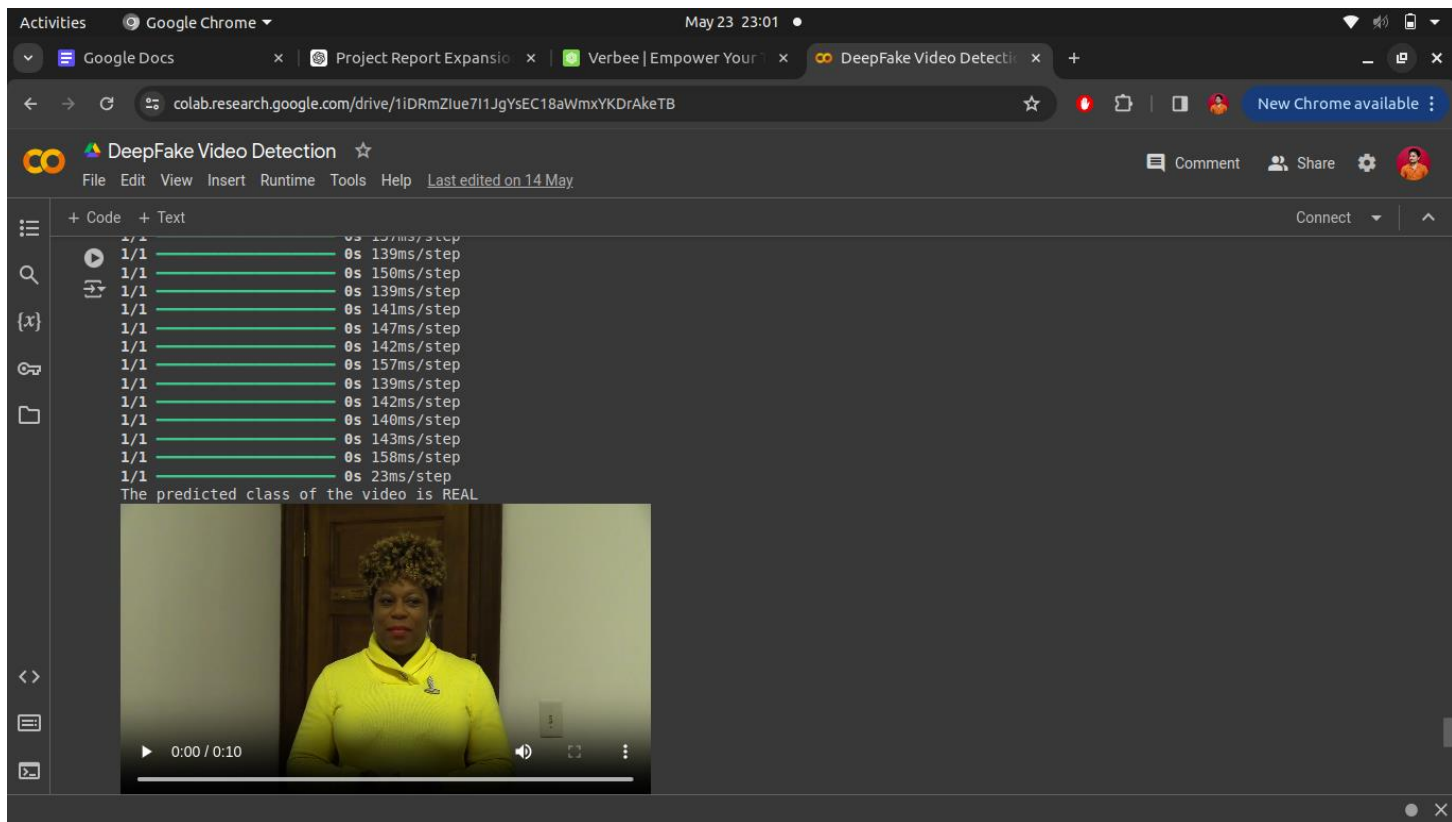 Activities Google Chrome May 23 23:01
Google Docs Project Report Expansio Verbee | Empower Your T DeepFake Video Detectio
colab.research.google.com/drive/1iDRmZIue7I1JgYsEC18aWmxYKDrAkeTB New Chrome available
DeepFake Video Detection
Comment Share
File Edit View Insert Runtime Tools Help Last edited on 14 May
+ Code + Text Connect
1/1 0s 137ms/step
1/1 0s 139ms/step
1/1 0s 150ms/step
1/1 0s 139ms/step
1/1 0s 141ms/step
1/1 0s 147ms/step
1/1 0s 142ms/step
1/1 0s 157ms/step
1/1 0s 139ms/step
1/1 0s 142ms/step
1/1 0s 140ms/step
1/1 0s 143ms/step
1/1 0s 158ms/step
1/1 0s 23ms/step
The predicted class of the video is REAL
{x}
0:00 / 0:10